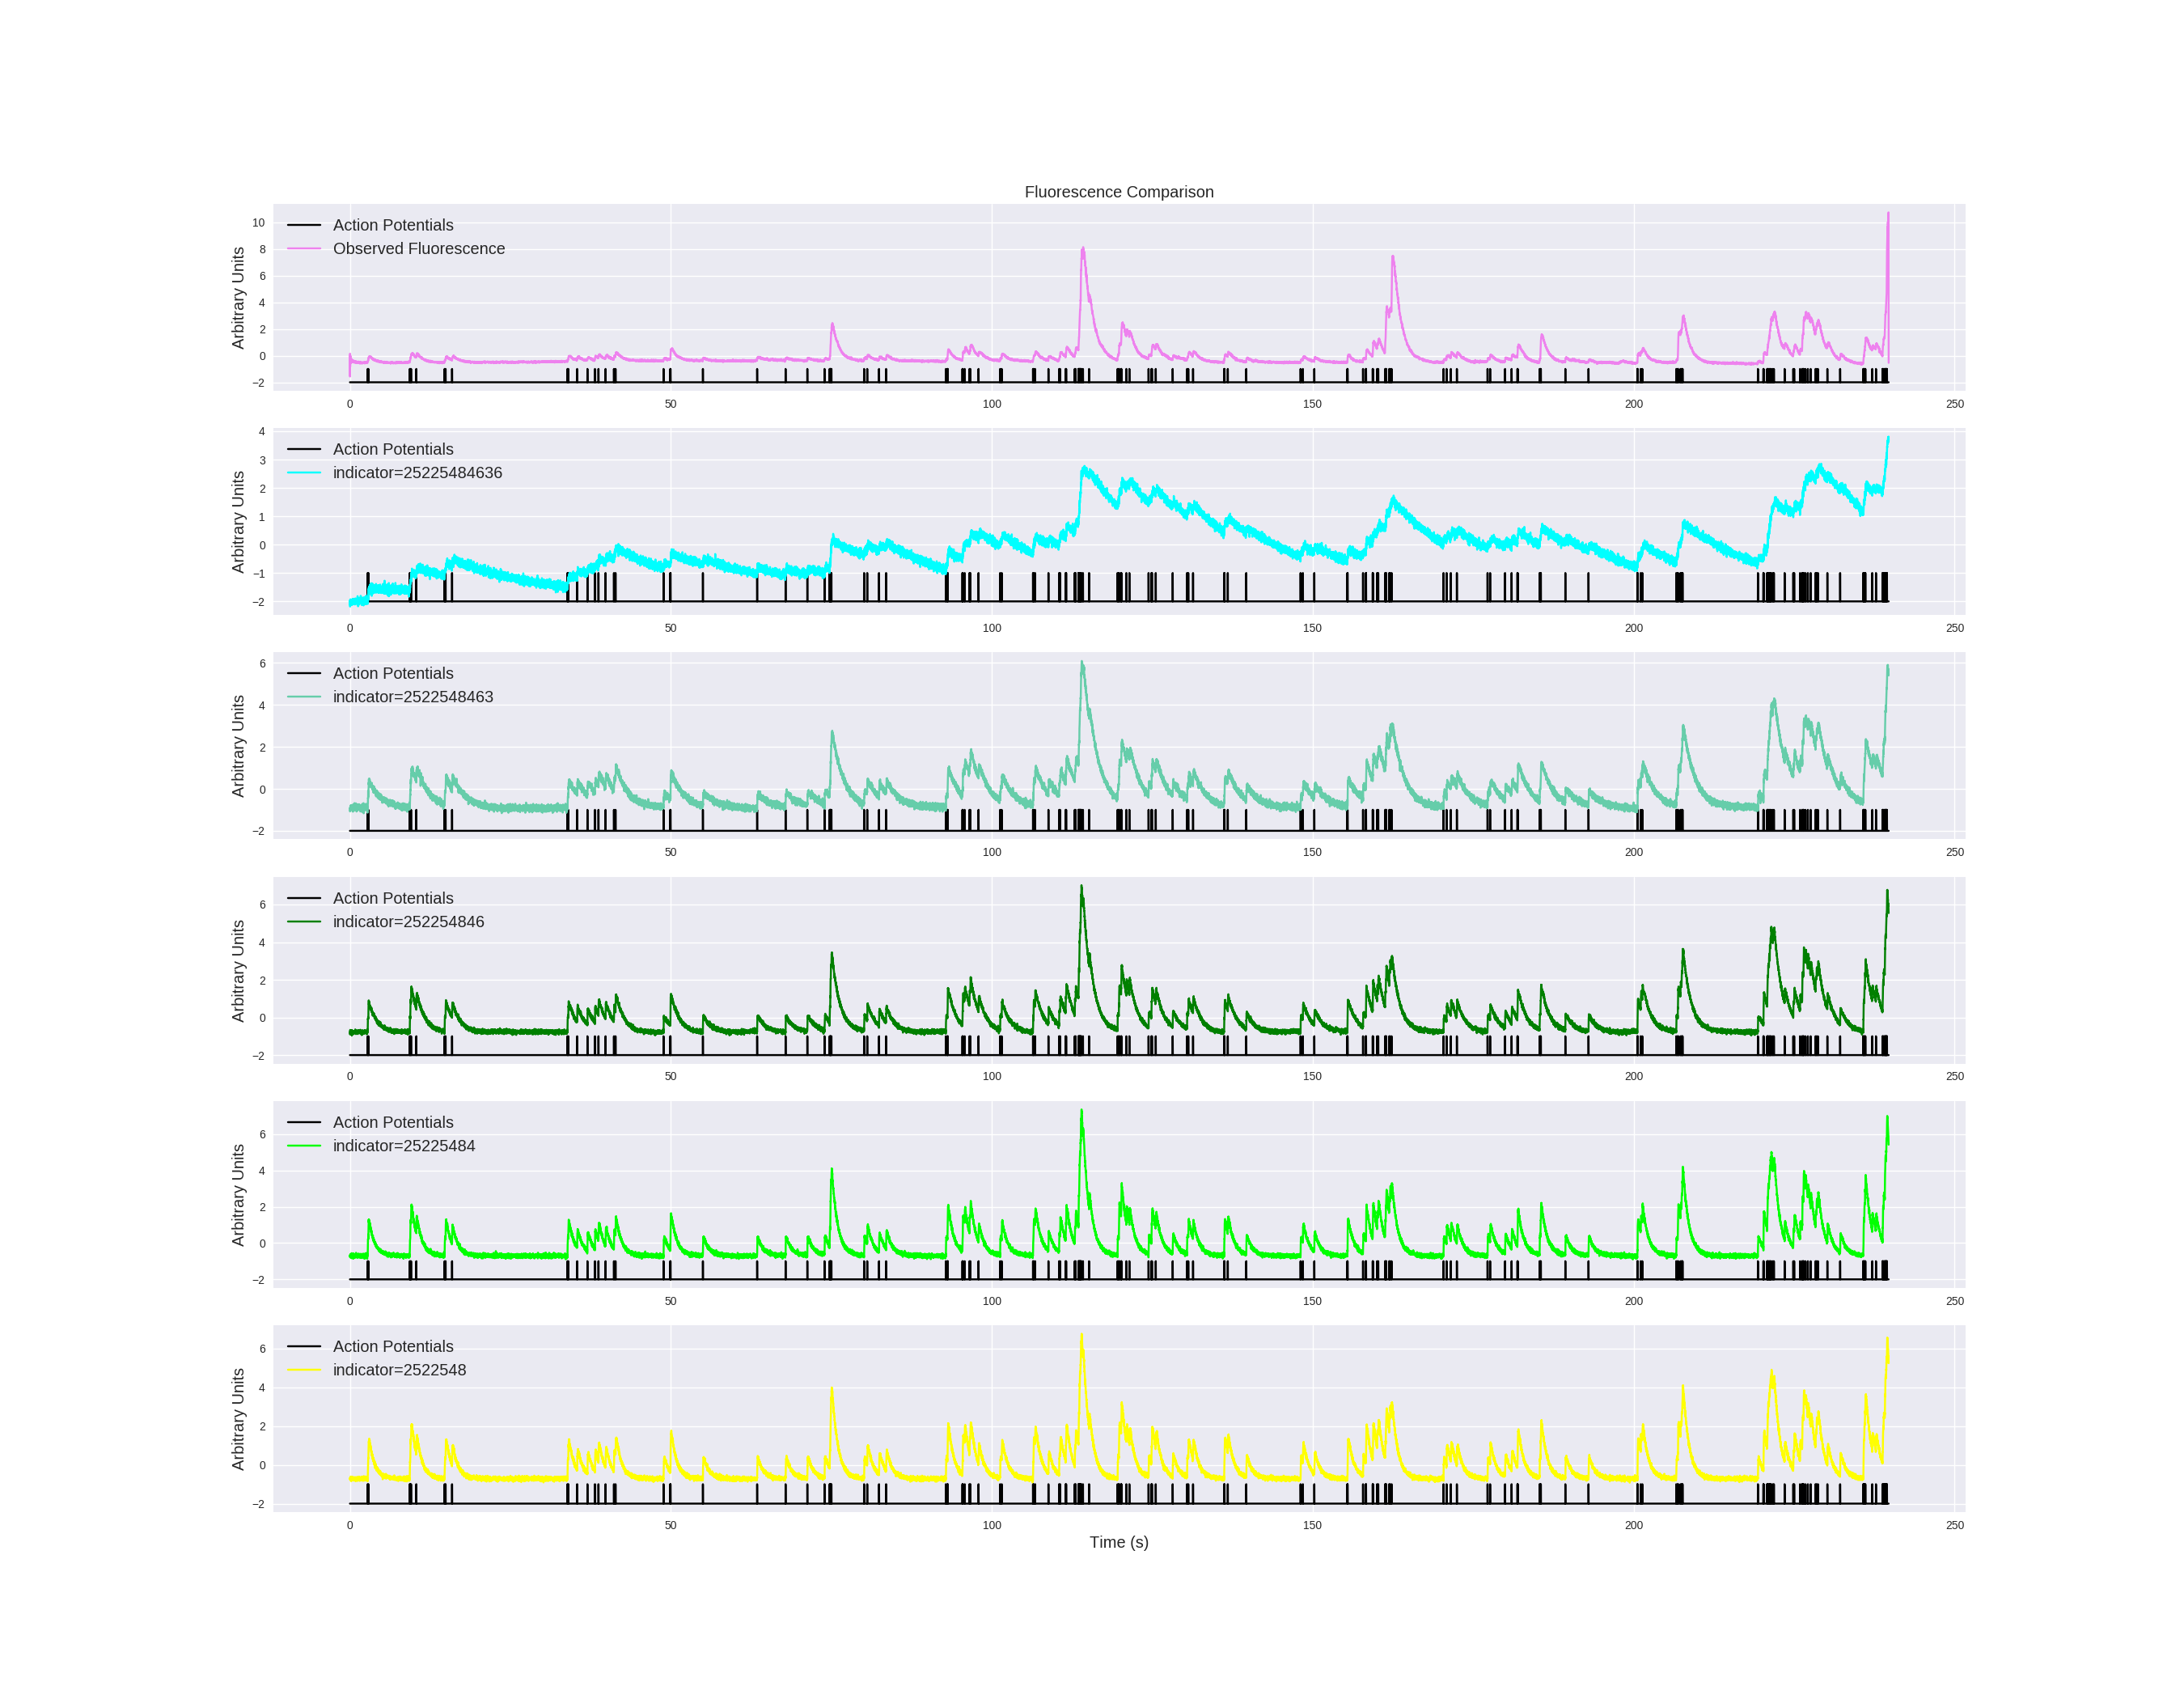 Fluorescence Comparison
Arbitrary Units
10
8
6
4
2
0
−2
Action Potentials
Observed Fluorescence
0 50 100 150 200 250
Arbitrary Units
4
3
2
1
0
−1
−2
Action Potentials
indicator=25225484636
0 50 100 150 200 250
Arbitrary Units
6
4
2
0
−2
Action Potentials
indicator=2522548463
0 50 100 150 200 250
Arbitrary Units
6
4
2
0
−2
Action Potentials
indicator=252254846
0 50 100 150 200 250
Arbitrary Units
6
4
2
0
−2
Action Potentials
indicator=25225484
0 50 100 150 200 250
Arbitrary Units
6
4
2
0
−2
Action Potentials
indicator=2522548
0 50 100 150 200 250
Time (s)